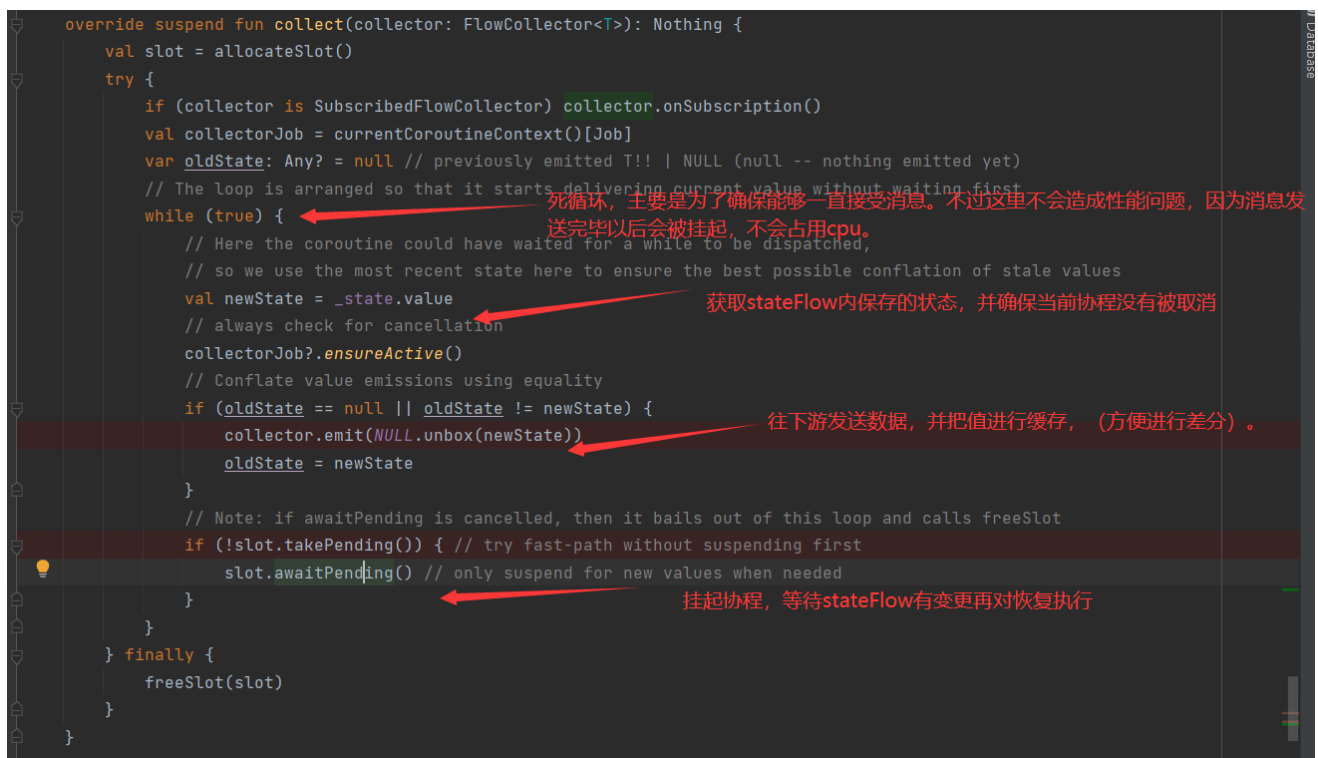 override suspend fun collect(collector: FlowCollector<T>): Nothing {
val slot = allocateSlot()
try {
if (collector is SubscribedFlowCollector) collector.onSubscription()
val collectorJob = currentCoroutineContext()[Job]
var oldState: Any? = null // previously emitted T!! | NULL (null -- nothing emitted yet)
// The loop is arranged so that it starts delivering current value without waiting first
死循环，主要是为了确保能够一直接受消息。不过这里不会造成性能问题，因为消息发
while (true) {
送完毕以后会被挂起，不会占用cpu。
// Here the coroutine could have waited for a while to be dispatched,
// so we use the most recent state here to ensure the best possible conflation of stale values
val newState = _state.value
获取stateFlow内保存的状态，并确保当前协程没有被取消
// always check for cancellation
collectorJob?.ensureActive()
// Conflate value emissions using equality
if (oldState == null || oldState != newState) {
往下游发送数据，并把值进行缓存，（方便进行差分）。
collector.emit(NULL.unbox(newState))
oldState = newState
}
// Note: if awaitPending is cancelled, then it bails out of this loop and calls freeSlot
if (!slot.takePending()) { // try fast-path without suspending first
slot.awaitPending() // only suspend for new values when needed
挂起协程，等待stateFlow有变更再对恢复执行
}
}
} finally {
freeSlot(slot)
}
}
Database